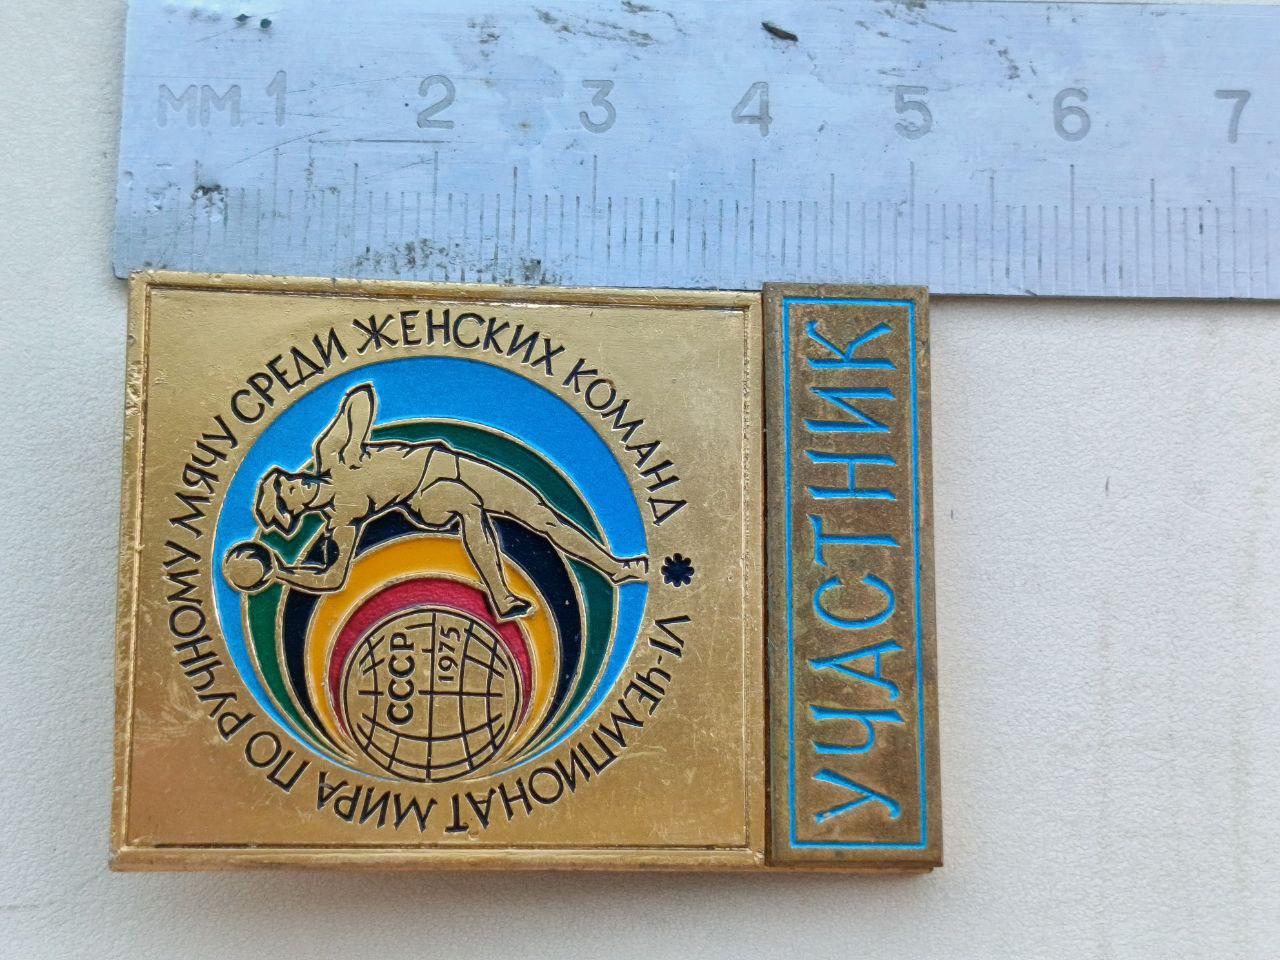 ММ 1 2 3 4 5 6 7
VI-ЧЕМПИОНАТ МИРА ПО РУЧНОМУ МЯЧУ СРЕДИ ЖЕНСКИХ КОМАНД
СССР
1975
УЧАСТНИК